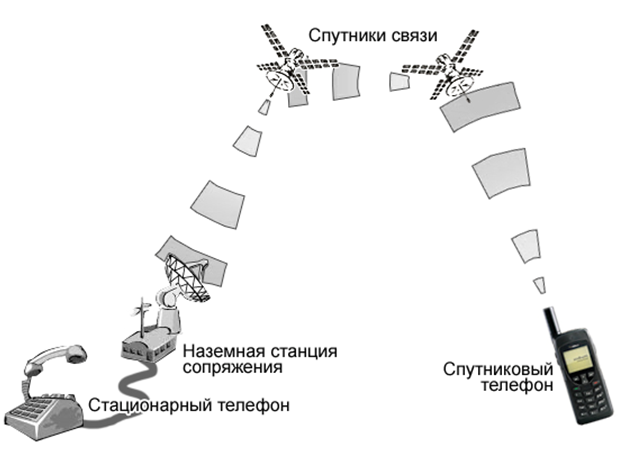 Спутники связи
Наземная станция
сопряжения
Спутниковый
телефон
Стационарный телефон